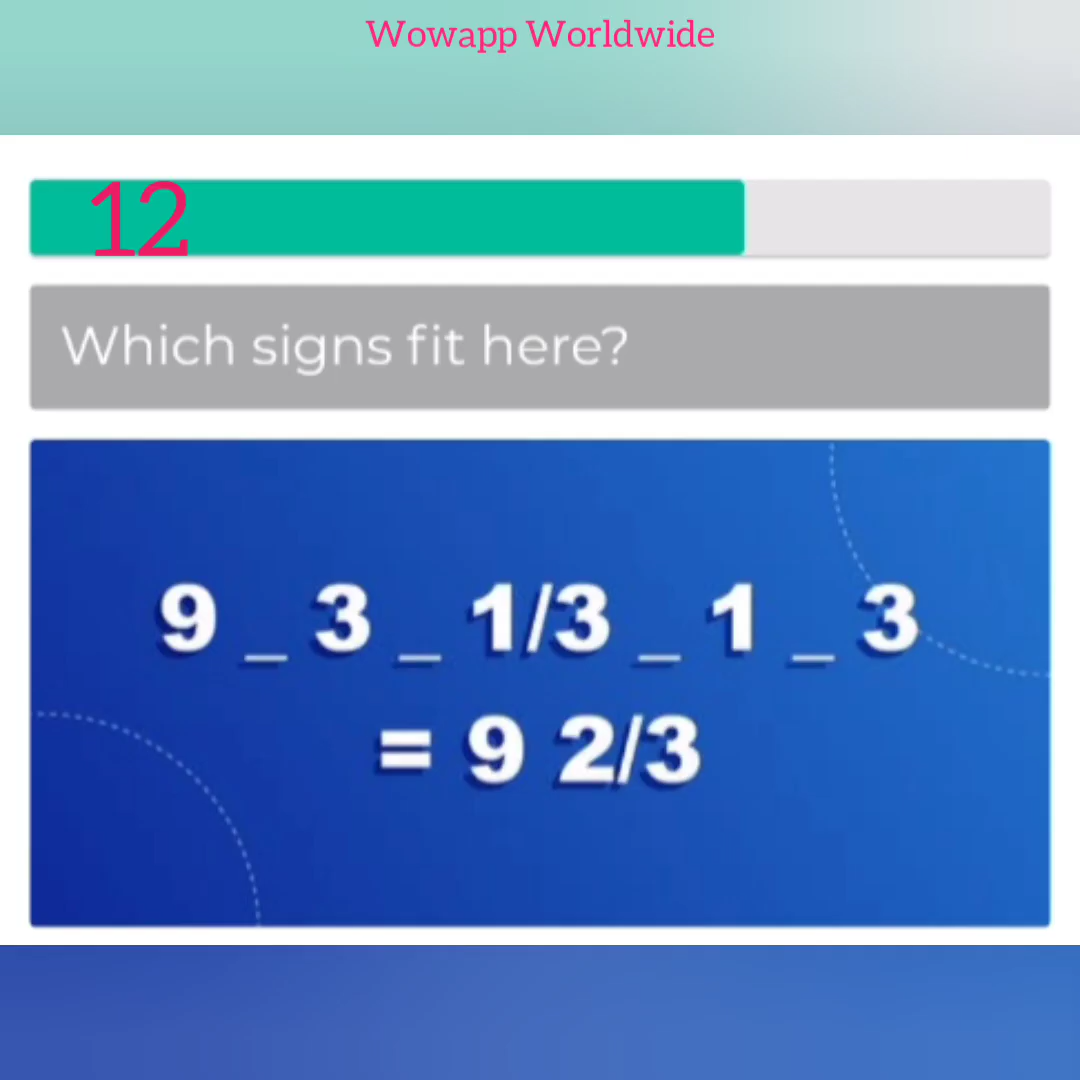 Wowapp Worldwide
12
Which signs fit here?
9 _ 3 _ 1/3 _ 1 _ 3
= 9 2/3